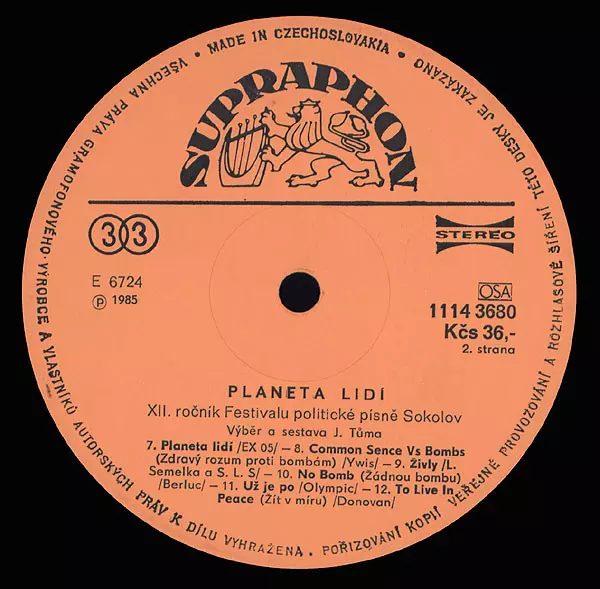 • MADE IN CZECHOSLOVAKIA •
VŠECHNA PRÁVA GRAMOFONOVÉHO VÝROBCE A VLASTNÍKŮ AUTORSKÝCH PRÁV K DÍLU VYHRAŽENA. POŘIZOVÁNÍ KOPIÍ VEŘEJNÉ PROVOZOVÁNÍ A ROZHLASOVÉ ŠÍŘENÍ TÉTO DESKY JE ZAKÁZÁNO
SUPRAPHON
33
STEREO
E 6724
Ⓟ 1985
OSA
1114 3680
Kčs 36,-
2. strana
PLANETA LIDÍ
XII. ročník Festivalu politické písně Sokolov
Výběr a sestava J. Tůma
7. Planeta lidí /EX 05/ – 8. Common Sence Vs Bombs
(Zdravý rozum proti bombám) /Ywis/ – 9. Živly /L.
Semelka a S. L. S/ – 10. No Bomb (Žádnou bombu)
/Berluc/ – 11. Už je po /Olympic/ – 12. To Live In
Peace (Žít v míru) /Donovan/